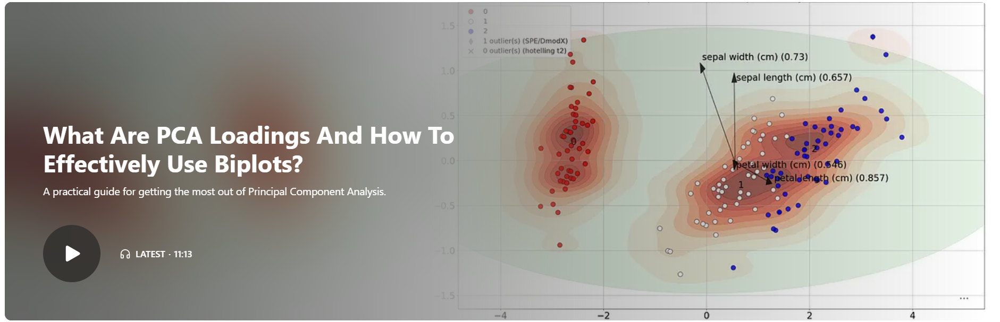 What Are PCA Loadings And How To
Effectively Use Biplots?
A practical guide for getting the most out of Principal Component Analysis.
LATEST · 11:13
0
1
2
1 outlier(s) (SPE/DmodX)
0 outlier(s) (hotelling t2)
sepal width (cm) (0.73)
sepal length (cm) (0.657)
petal width (cm) (0.546)
petal length (cm) (0.857)
0
2
1
1.5
1.0
0.5
0.0
−0.5
−1.0
−1.5
−4 −2 0 2 4